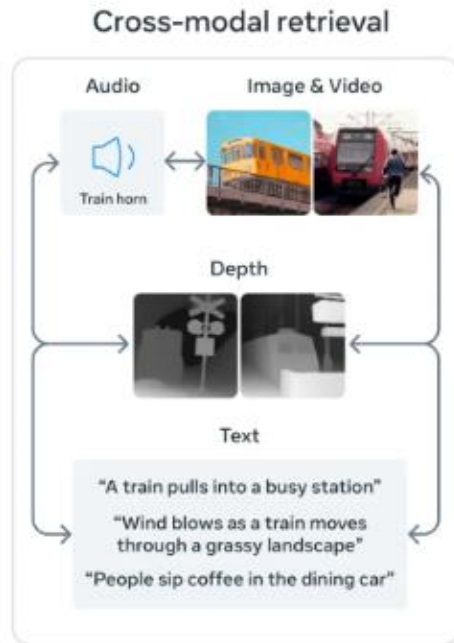 Cross-modal retrieval
Audio
Image & Video
Train horn
Depth
Text
“A train pulls into a busy station”
“Wind blows as a train moves
through a grassy landscape”
“People sip coffee in the dining car”